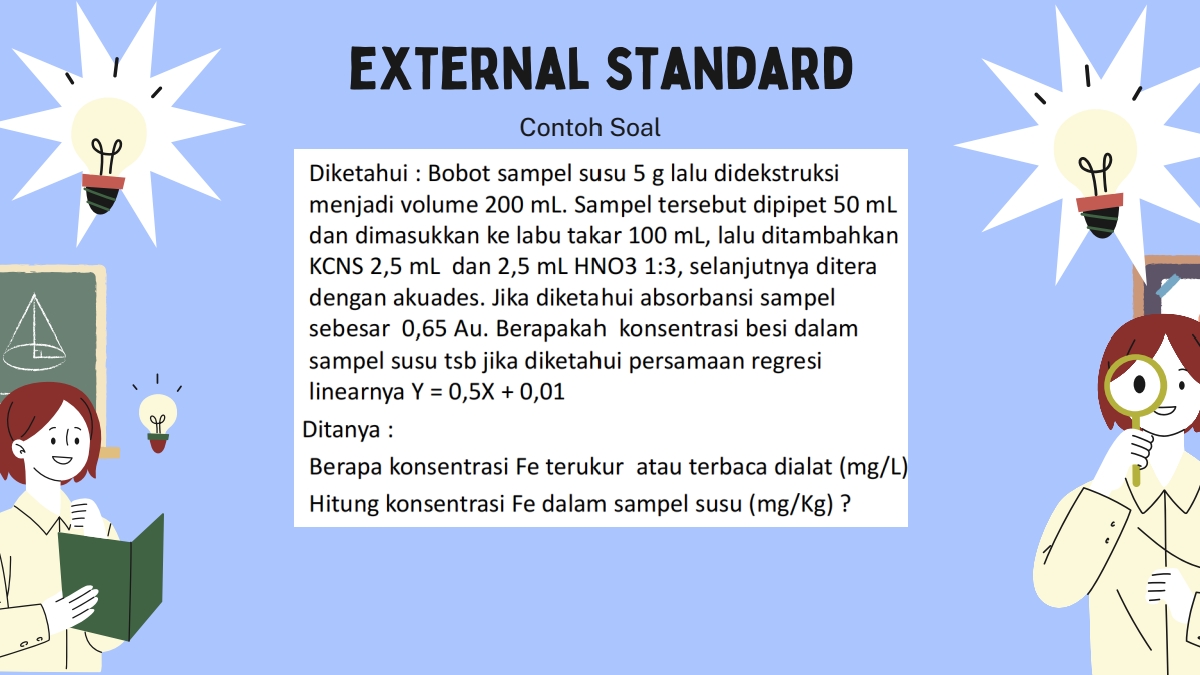 EXTERNAL STANDARD
Contoh Soal
Diketahui : Bobot sampel susu 5 g lalu didekstruksi
menjadi volume 200 mL. Sampel tersebut dipipet 50 mL
dan dimasukkan ke labu takar 100 mL, lalu ditambahkan
KCNS 2,5 mL dan 2,5 mL HNO3 1:3, selanjutnya ditera
dengan akuades. Jika diketahui absorbansi sampel
sebesar 0,65 Au. Berapakah konsentrasi besi dalam
sampel susu tsb jika diketahui persamaan regresi
linearnya Y = 0,5X + 0,01
Ditanya :
Berapa konsentrasi Fe terukur atau terbaca dialat (mg/L)
Hitung konsentrasi Fe dalam sampel susu (mg/Kg) ?